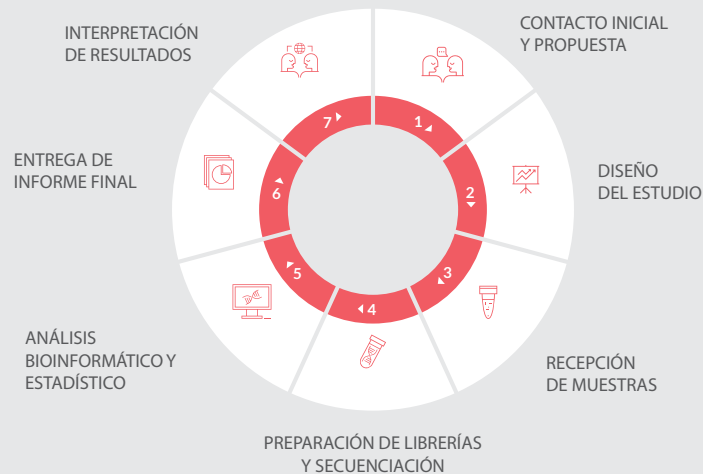 CONTACTO INICIAL
Y PROPUESTA
1
DISEÑO
DEL ESTUDIO
2
RECEPCIÓN
DE MUESTRAS
3
PREPARACIÓN DE LIBRERÍAS
Y SECUENCIACIÓN
4
ANÁLISIS
BIOINFORMÁTICO Y
ESTADÍSTICO
5
ENTREGA DE
INFORME FINAL
6
INTERPRETACIÓN
DE RESULTADOS
7